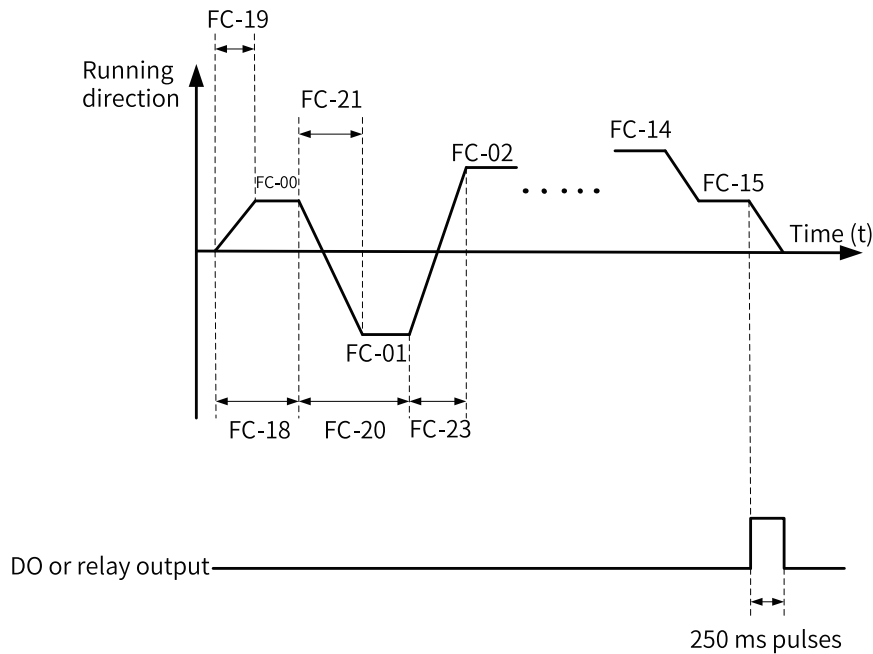 FC-19
Running
direction
FC-21
FC-00
FC-02
FC-14
FC-15
Time (t)
FC-01
FC-18
FC-20
FC-23
DO or relay output
250 ms pulses